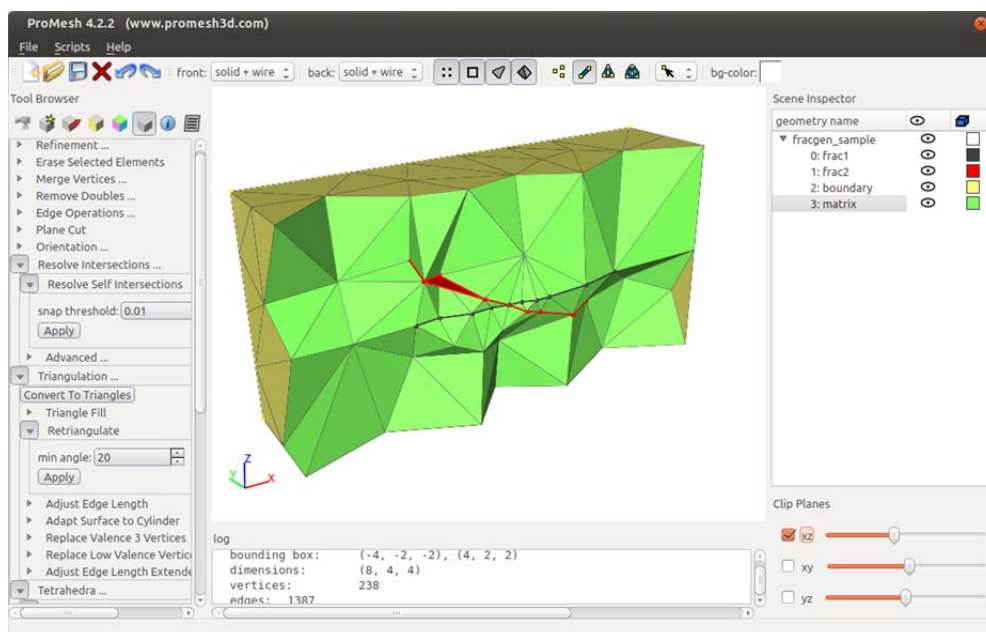 ProMesh 4.2.2 (www.promesh3d.com)
File Scripts Help
front: solid + wire back: solid + wire bg-color:
Tool Browser
Refinement ...
Erase Selected Elements
Merge Vertices ...
Remove Doubles ...
Edge Operations ...
Plane Cut
Orientation ...
Resolve Intersections ...
Resolve Self Intersections
snap threshold: 0.01
Apply
Advanced ...
Triangulation ...
Convert To Triangles
Triangle Fill
Retriangulate
min angle: 20
Apply
Adjust Edge Length
Adapt Surface to Cylinder
Replace Valence 3 Vertices
Replace Low Valence Vertic
Adjust Edge Length Extende
Tetrahedra ...
Z
Y
X
log
bounding box: (-4, -2, -2), (4, 2, 2)
dimensions: (8, 4, 4)
vertices: 238
edges: 1387
Scene Inspector
geometry name
fracgen_sample
0: frac1
1: frac2
2: boundary
3: matrix
Clip Planes
xz
xy
yz